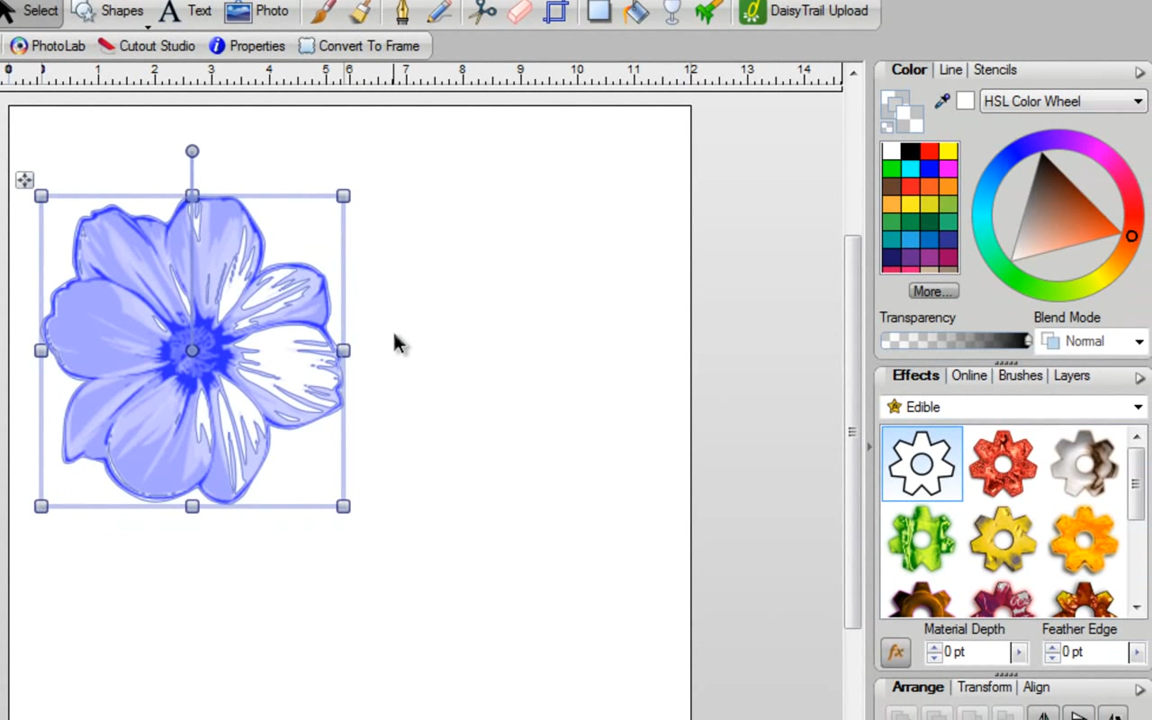 Select Shapes Text Photo DaisyTrail Upload
PhotoLab Cutout Studio Properties Convert To Frame
0 1 2 3 4 5 6 7 8 9 10 11 12 13 14
Color Line Stencils
HSL Color Wheel
More...
Transparency Blend Mode
Normal
Effects Online Brushes Layers
Edible
Material Depth Feather Edge
fx 0 pt 0 pt
Arrange Transform Align